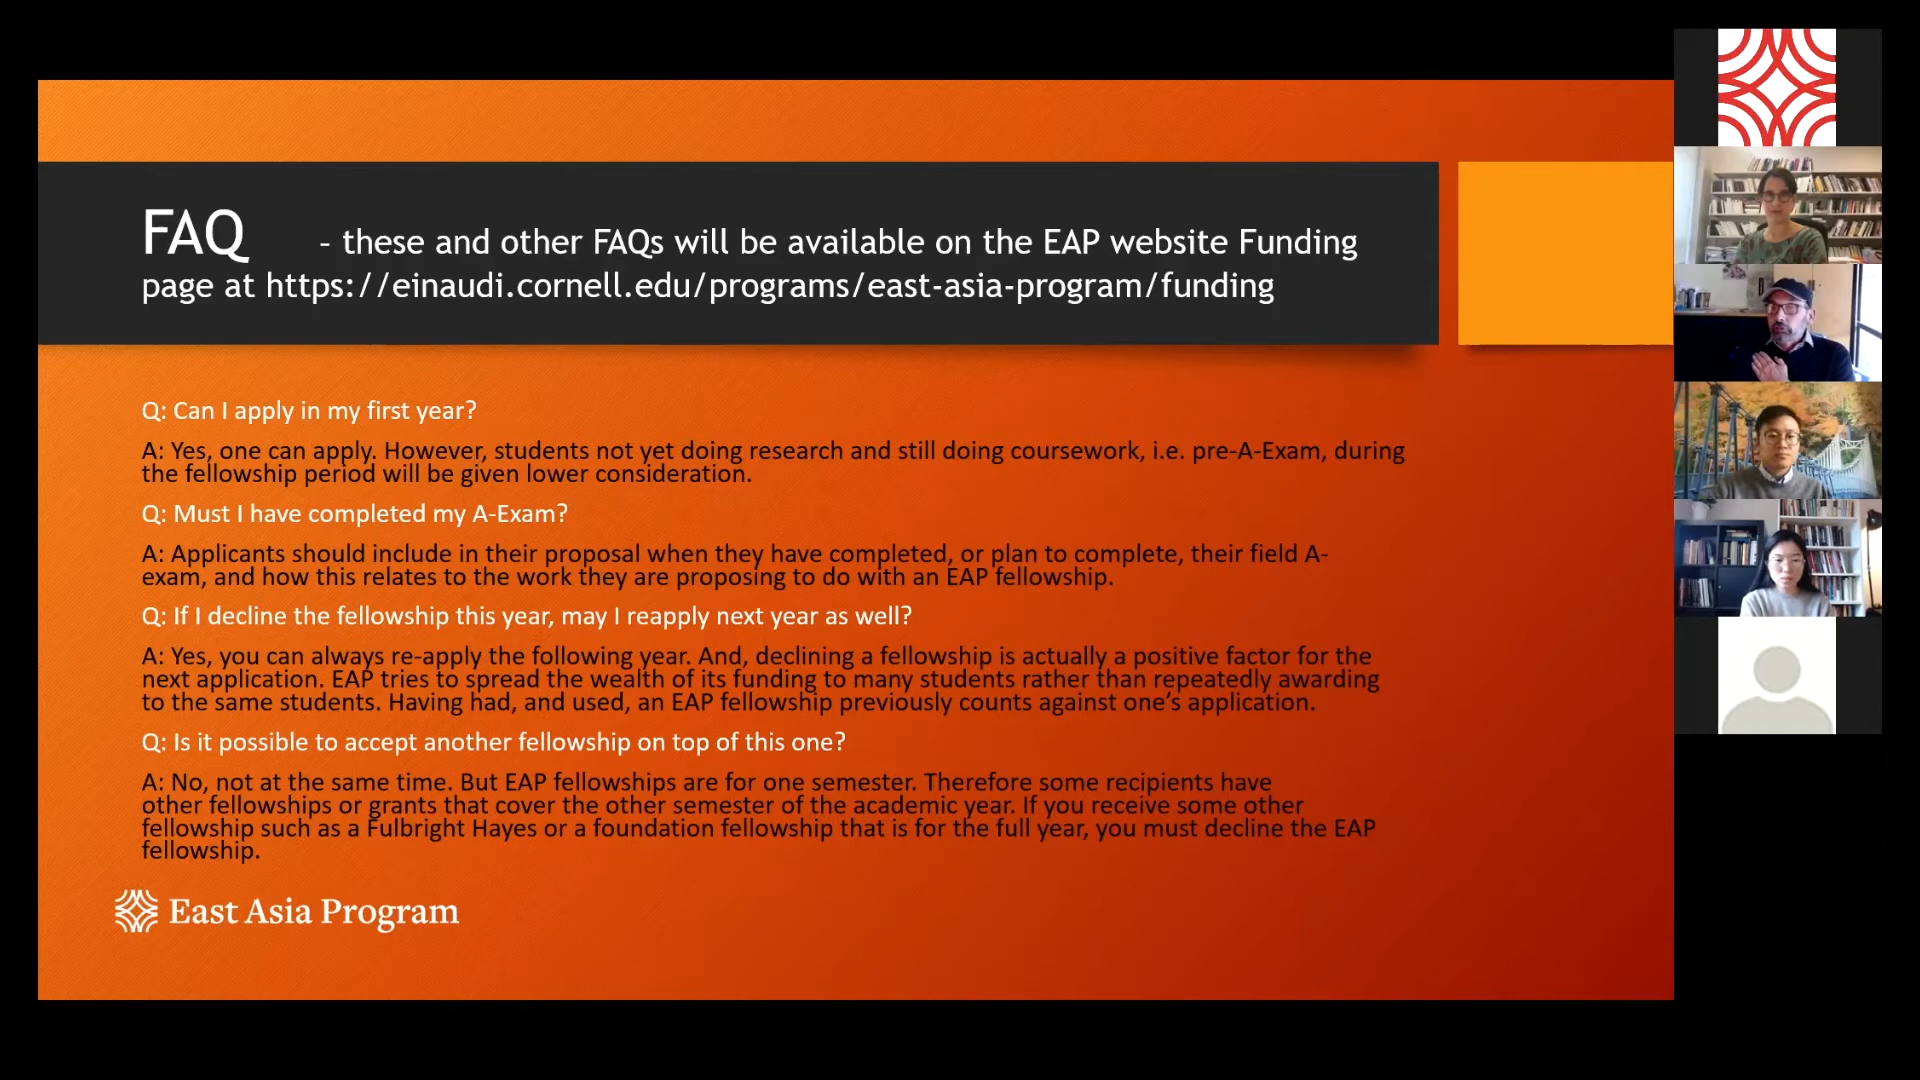 FAQ - these and other FAQs will be available on the EAP website Funding
page at https://einaudi.cornell.edu/programs/east-asia-program/funding
Q: Can I apply in my first year?
A: Yes, one can apply. However, students not yet doing research and still doing coursework, i.e. pre-A-Exam, during
the fellowship period will be given lower consideration.
Q: Must I have completed my A-Exam?
A: Applicants should include in their proposal when they have completed, or plan to complete, their field A-
exam, and how this relates to the work they are proposing to do with an EAP fellowship.
Q: If I decline the fellowship this year, may I reapply next year as well?
A: Yes, you can always re-apply the following year. And, declining a fellowship is actually a positive factor for the
next application. EAP tries to spread the wealth of its funding to many students rather than repeatedly awarding
to the same students. Having had, and used, an EAP fellowship previously counts against one’s application.
Q: Is it possible to accept another fellowship on top of this one?
A: No, not at the same time. But EAP fellowships are for one semester. Therefore some recipients have
other fellowships or grants that cover the other semester of the academic year. If you receive some other
fellowship such as a Fulbright Hayes or a foundation fellowship that is for the full year, you must decline the EAP
fellowship.
East Asia Program